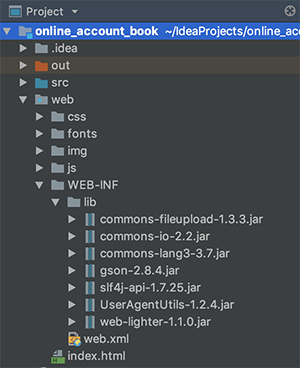 Project
online_account_book ~/IdeaProjects/online_acc
.idea
out
src
web
css
fonts
img
js
WEB-INF
lib
commons-fileupload-1.3.3.jar
commons-io-2.2.jar
commons-lang3-3.7.jar
gson-2.8.4.jar
slf4j-api-1.7.25.jar
UserAgentUtils-1.2.4.jar
web-lighter-1.1.0.jar
web.xml
index.html